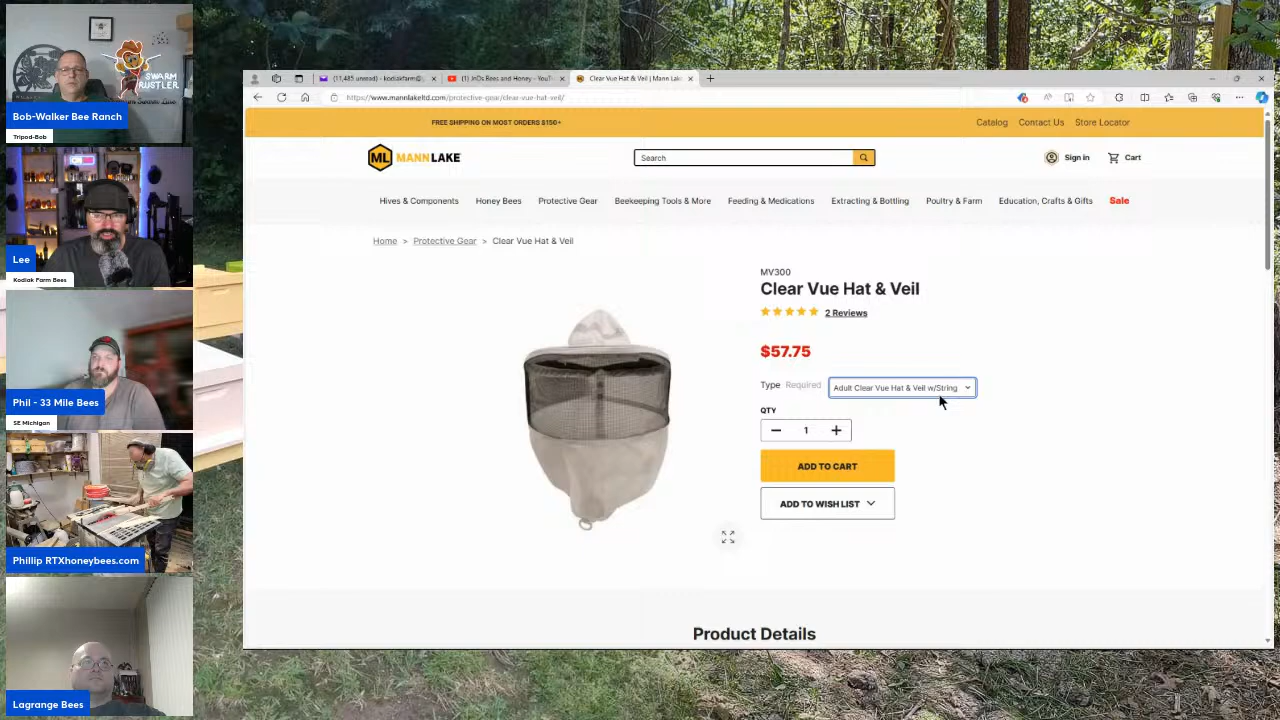 SWARM
RUSTLER
Bob-Walker Bee Ranch
Tripod-Bob
Lee
Kodiak Farm Bees
Phil - 33 Mile Bees
SE Michigan
Phillip RTXhoneybees.com
Lagrange Bees
(11,485 unread) - kodiakfarm@
(1) JnOs Bees and Honey - YouT
Clear Vue Hat & Veil | Mann Lake
https://www.mannlakeltd.com/protective-gear/clear-vue-hat-veil/
FREE SHIPPING ON MOST ORDERS $150+
Catalog Contact Us Store Locator
ML MANNLAKE
Search
Sign in Cart
Hives & Components Honey Bees Protective Gear Beekeeping Tools & More Feeding & Medications Extracting & Bottling Poultry & Farm Education, Crafts & Gifts Sale
Home > Protective Gear > Clear Vue Hat & Veil
MV300
Clear Vue Hat & Veil
2 Reviews
$57.75
Type Required Adult Clear Vue Hat & Veil w/String
QTY
− 1 +
ADD TO CART
ADD TO WISH LIST
Product Details